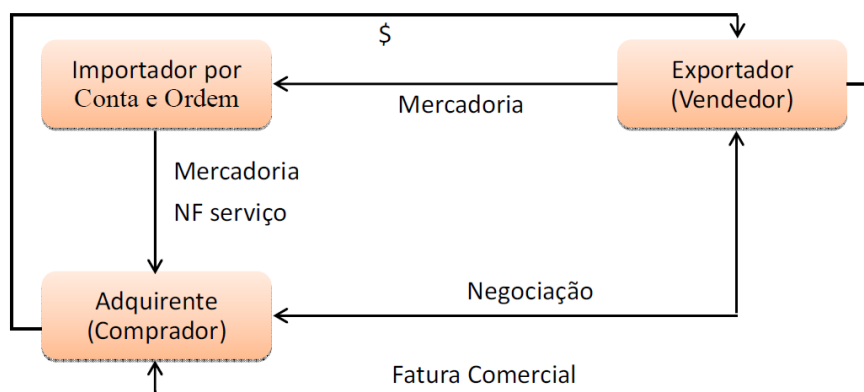 $
Importador por
Conta e Ordem
Exportador
(Vendedor)
Mercadoria
Mercadoria
NF serviço
Negociação
Adquirente
(Comprador)
Fatura Comercial